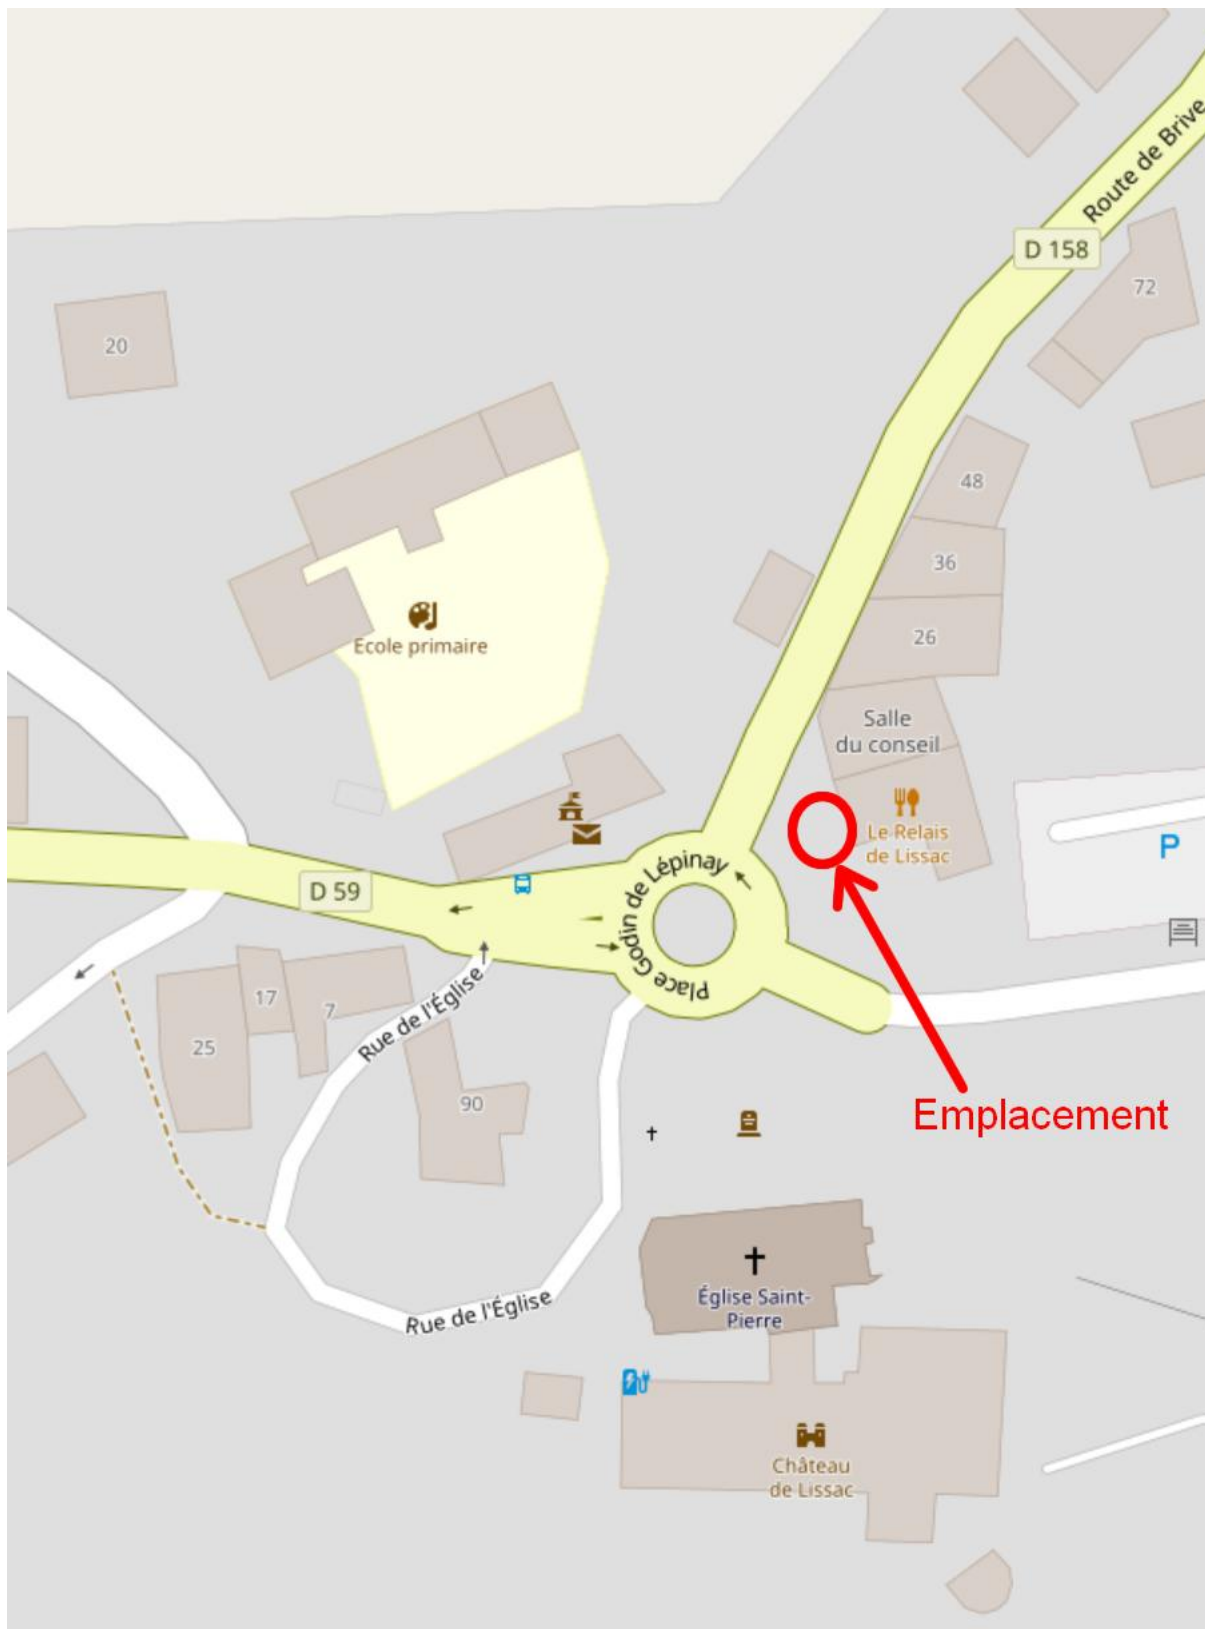 Route de Brive
D 158
72
20
48
36
26
Ecole primaire
Salle
du conseil
Le Relais
de Lissac
P
Place Godin de Lépinay
D 59
Rue de l'Église
17
7
25
90
Emplacement
Église Saint-
Pierre
Rue de l'Église
Château
de Lissac